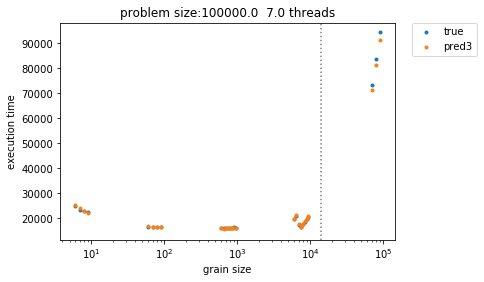 problem size:100000.0  7.0 threads
true
pred3
90000
80000
70000
60000
50000
40000
30000
20000
execution time
10^1
10^2
10^3
10^4
10^5
grain size